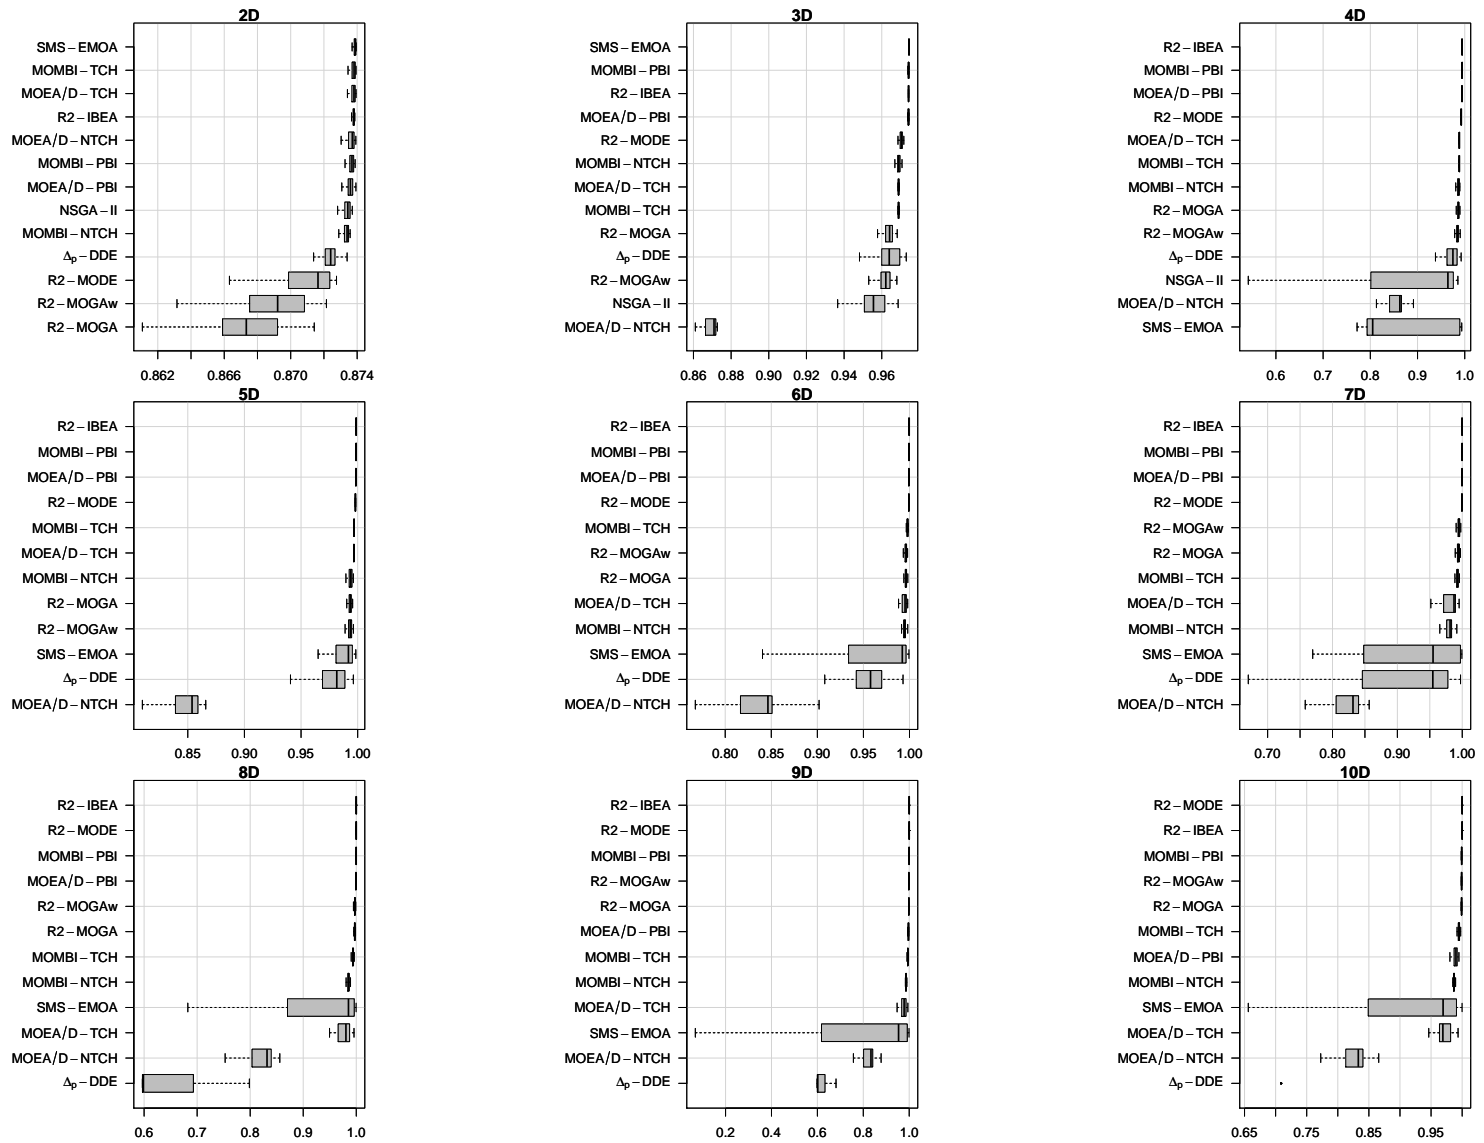 2D
SMS-EMOA
MOMBI-TCH
MOEA/D-TCH
R2-IBEA
MOEA/D-NTCH
MOMBI-PBI
MOEA/D-PBI
NSGA-II
MOMBI-NTCH
Δp-DDE
R2-MODE
R2-MOGAw
R2-MOGA
0.862 0.866 0.870 0.874
3D
SMS-EMOA
MOMBI-PBI
R2-IBEA
MOEA/D-PBI
R2-MODE
MOMBI-NTCH
MOEA/D-TCH
MOMBI-TCH
R2-MOGA
Δp-DDE
R2-MOGAw
NSGA-II
MOEA/D-NTCH
0.86 0.88 0.90 0.92 0.94 0.96
4D
R2-IBEA
MOMBI-PBI
MOEA/D-PBI
R2-MODE
MOEA/D-TCH
MOMBI-TCH
MOMBI-NTCH
R2-MOGA
R2-MOGAw
Δp-DDE
NSGA-II
MOEA/D-NTCH
SMS-EMOA
0.6 0.7 0.8 0.9 1.0
5D
R2-IBEA
MOMBI-PBI
MOEA/D-PBI
R2-MODE
MOMBI-TCH
MOEA/D-TCH
MOMBI-NTCH
R2-MOGA
R2-MOGAw
SMS-EMOA
Δp-DDE
MOEA/D-NTCH
0.85 0.90 0.95 1.00
6D
R2-IBEA
MOMBI-PBI
MOEA/D-PBI
R2-MODE
MOMBI-TCH
R2-MOGAw
R2-MOGA
MOEA/D-TCH
MOMBI-NTCH
SMS-EMOA
Δp-DDE
MOEA/D-NTCH
0.80 0.85 0.90 0.95 1.00
7D
R2-IBEA
MOMBI-PBI
MOEA/D-PBI
R2-MODE
R2-MOGAw
R2-MOGA
MOMBI-TCH
MOEA/D-TCH
MOMBI-NTCH
SMS-EMOA
Δp-DDE
MOEA/D-NTCH
0.70 0.80 0.90 1.00
8D
R2-IBEA
R2-MODE
MOMBI-PBI
MOEA/D-PBI
R2-MOGAw
R2-MOGA
MOMBI-TCH
MOMBI-NTCH
SMS-EMOA
MOEA/D-TCH
MOEA/D-NTCH
Δp-DDE
0.6 0.7 0.8 0.9 1.0
9D
R2-IBEA
R2-MODE
MOMBI-PBI
R2-MOGAw
R2-MOGA
MOEA/D-PBI
MOMBI-TCH
MOMBI-NTCH
MOEA/D-TCH
SMS-EMOA
MOEA/D-NTCH
Δp-DDE
0.2 0.4 0.6 0.8 1.0
10D
R2-MODE
R2-IBEA
MOMBI-PBI
R2-MOGAw
R2-MOGA
MOMBI-TCH
MOEA/D-PBI
MOMBI-NTCH
SMS-EMOA
MOEA/D-TCH
MOEA/D-NTCH
Δp-DDE
0.65 0.75 0.85 0.95